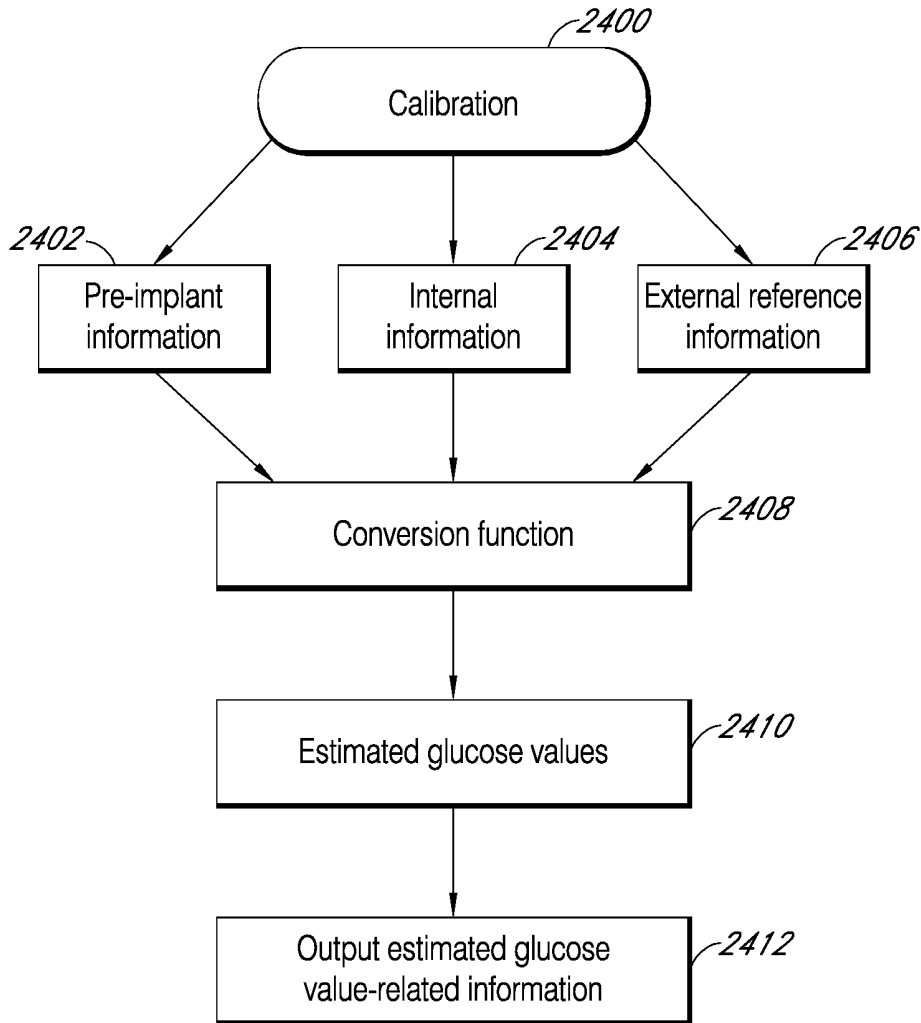 2400
Calibration
2402
2404
2406
Pre-implant
information
Internal
information
External reference
information
Conversion function
2408
Estimated glucose values
2410
Output estimated glucose
value-related information
2412